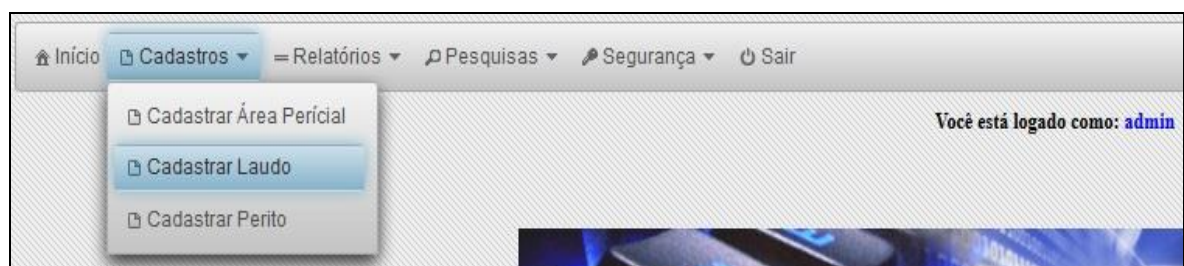 Início Cadastros Relatórios Pesquisas Segurança Sair
Cadastrar Área Perícial
Você está logado como: admin
Cadastrar Laudo
Cadastrar Perito